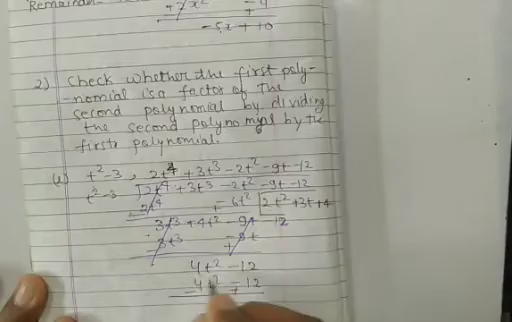 Remainder
+7x² - 4
-5x + 10
2) Check whether the first poly-
-nomial is a factor of the
second polynomial by dividing
the second polynomial by the
first polynomial.
t²-3, 2t⁴ + 3t³ - 2t² - 9t - 12
t²-3 2t⁴ + 3t³ - 2t² - 9t - 12
2t⁴ - 6t² 2t² + 3t + 4
3t³ + 4t² - 9t - 12
3t³ - 9t
4t² - 12
4t² - 12